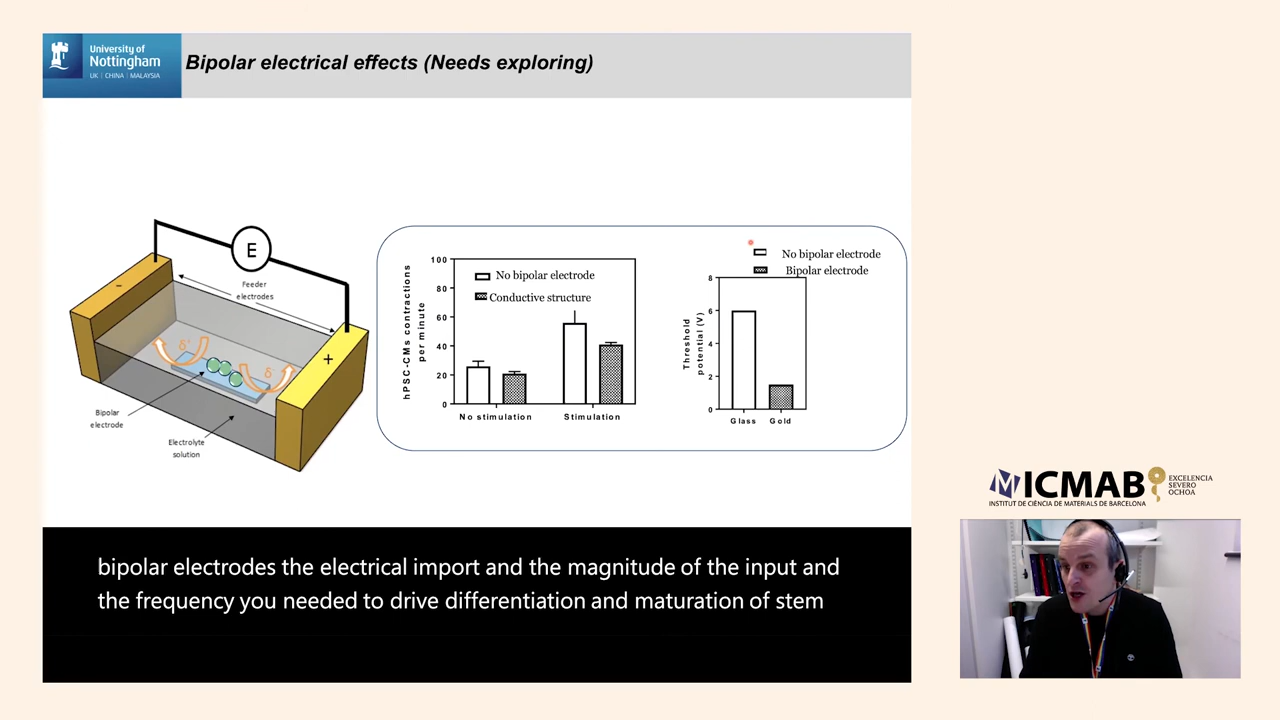 University of
Nottingham
UK | CHINA | MALAYSIA
Bipolar electrical effects (Needs exploring)
E
Feeder
electrodes
-
+
δ+
δ-
Bipolar
electrode
Electrolyte
solution
hPSC-CMs contractions
per minute
100
80
60
40
20
0
No bipolar electrode
Conductive structure
No stimulation
Stimulation
No bipolar electrode
Bipolar electrode
Threshold
potential (V)
8
6
4
2
0
Glass
Gold
bipolar electrodes the electrical import and the magnitude of the input and
the frequency you needed to drive differentiation and maturation of stem
ICMAB
INSTITUT DE CIÈNCIA DE MATERIALS DE BARCELONA
EXCELENCIA
SEVERO
OCHOA